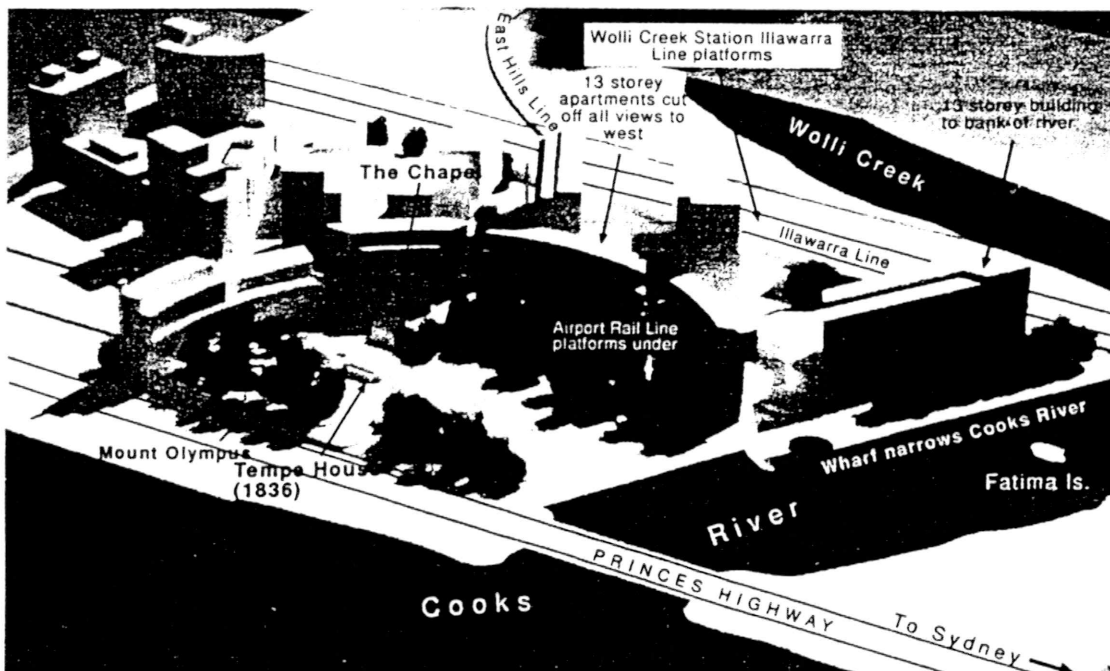 East Hills Line
Wolli Creek Station Illawarra
Line platforms
13 storey
apartments cut
off all views to
west
13 storey building
to bank of river
Wolli Creek
The Chapel
Illawarra Line
Airport Rail Line
platforms under
Mount Olympus
Tempe House
(1836)
Wharf narrows Cooks River
Fatima Is.
River
PRINCES HIGHWAY
Cooks
To Sydney